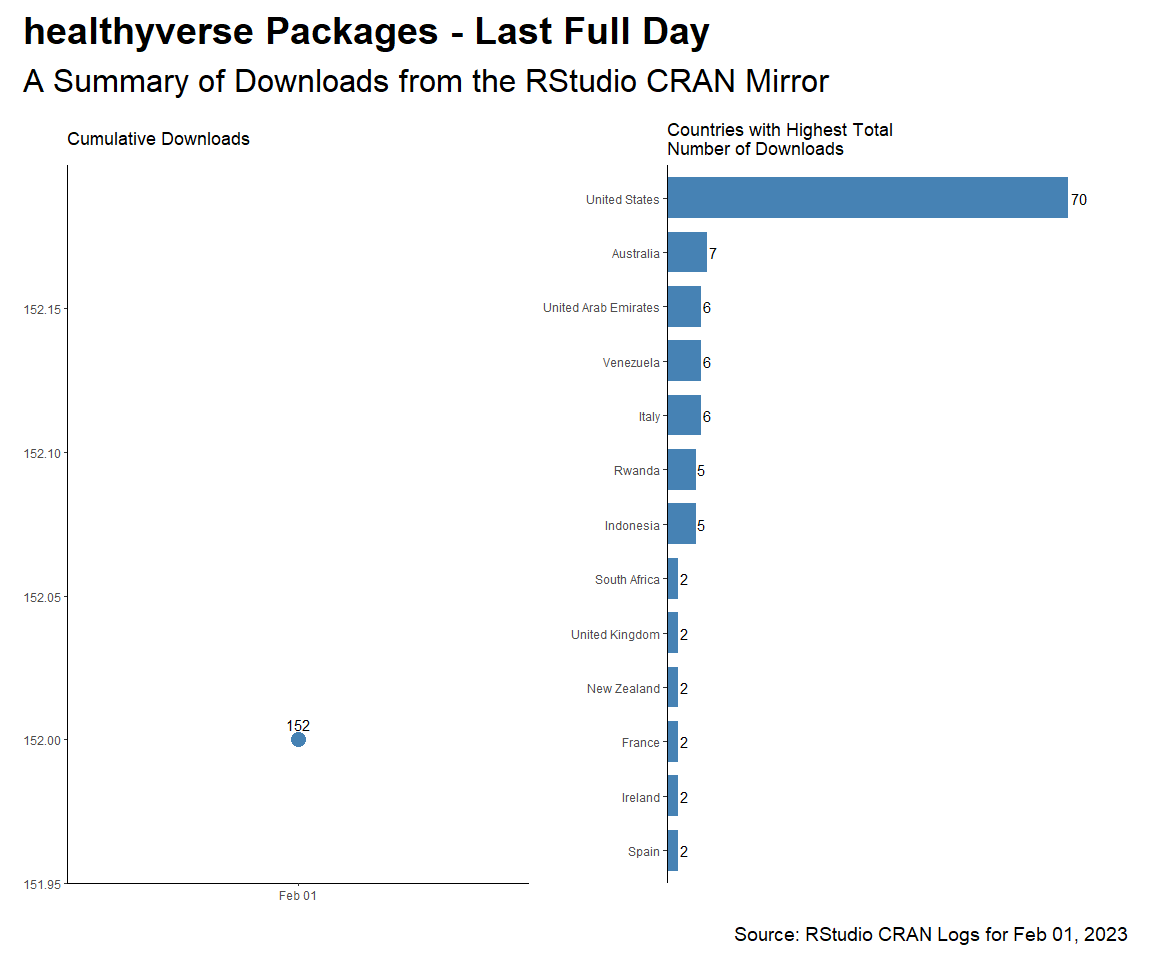 healthyverse Packages - Last Full Day
A Summary of Downloads from the RStudio CRAN Mirror
Cumulative Downloads
152.15
152.10
152.05
152.00
151.95
152
Feb 01
Countries with Highest Total
Number of Downloads
United States 70
Australia 7
United Arab Emirates 6
Venezuela 6
Italy 6
Rwanda 5
Indonesia 5
South Africa 2
United Kingdom 2
New Zealand 2
France 2
Ireland 2
Spain 2
Source: RStudio CRAN Logs for Feb 01, 2023